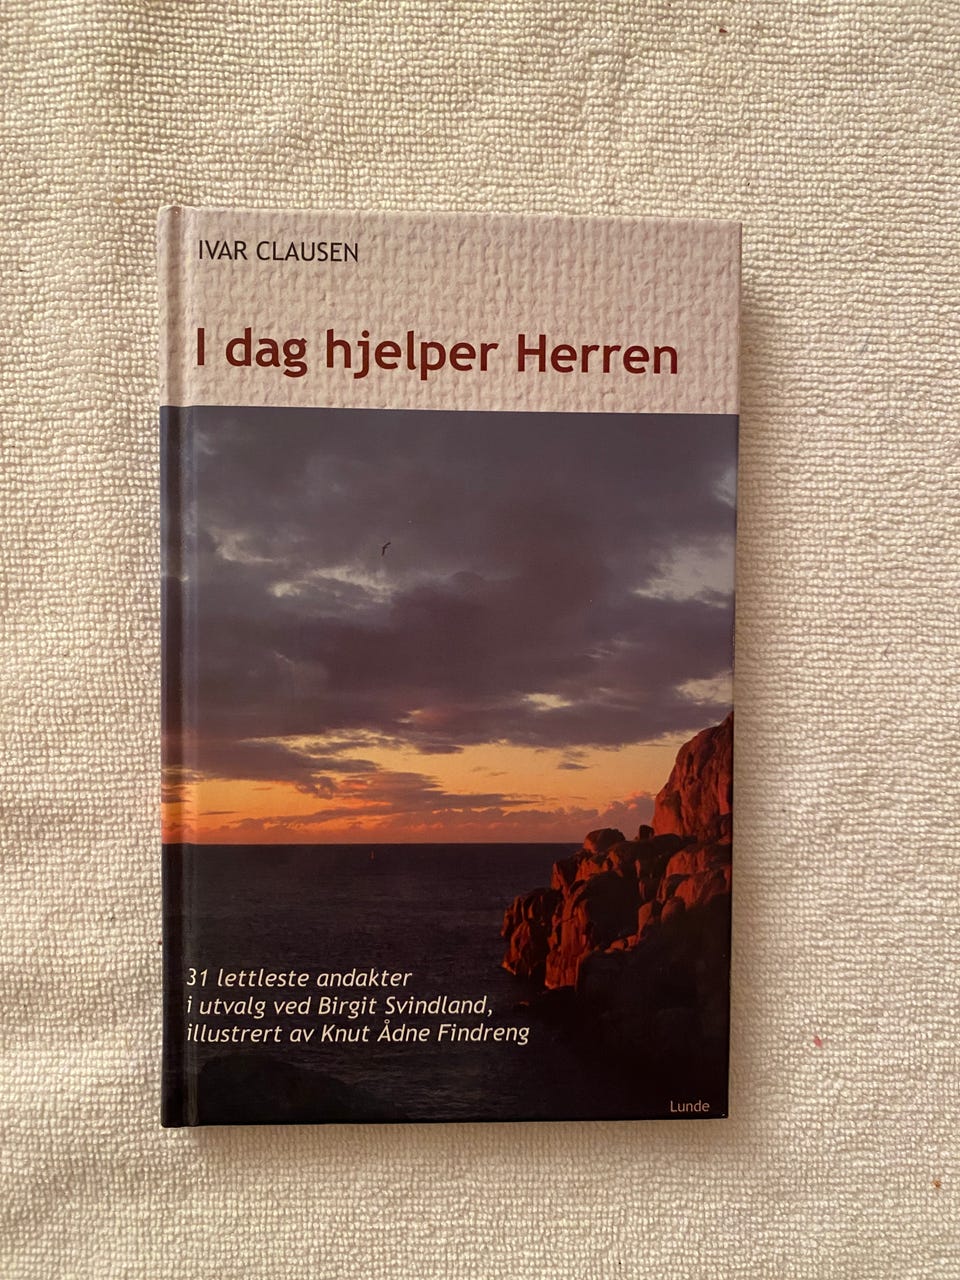 IVAR CLAUSEN
I dag hjelper Herren
31 lettleste andakter
i utvalg ved Birgit Svindland,
illustrert av Knut Ådne Findreng
Lunde